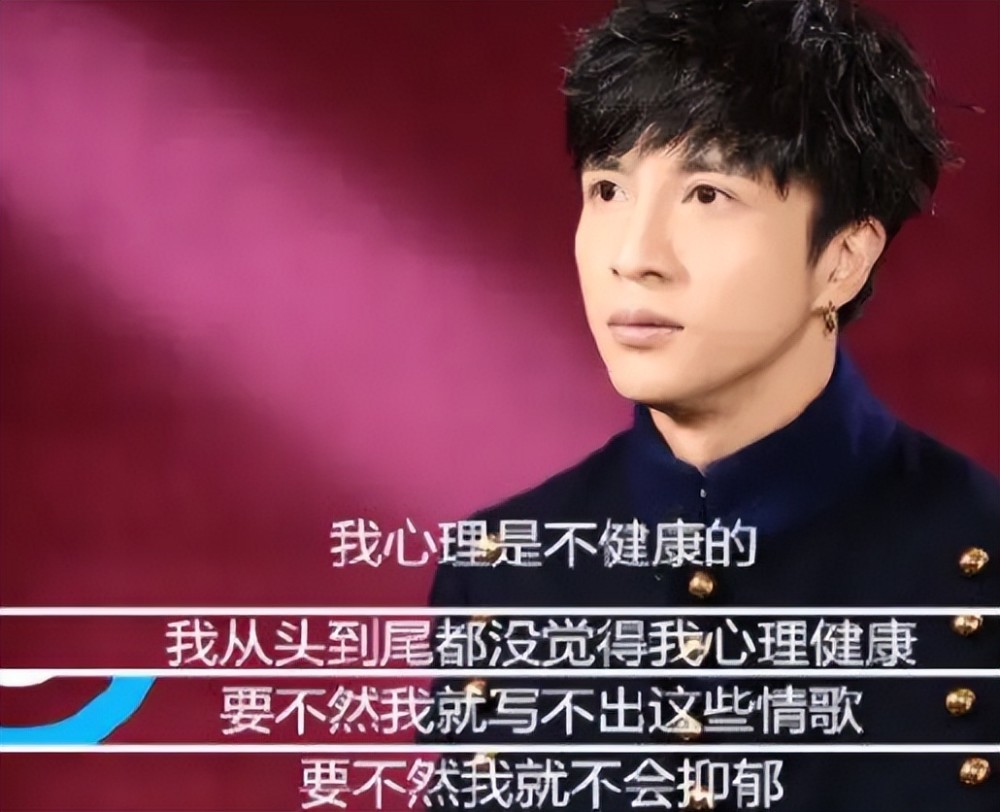 我心理是不健康的
我从头到尾都没觉得我心理健康
要不然我就写不出这些情歌
要不然我就不会抑郁